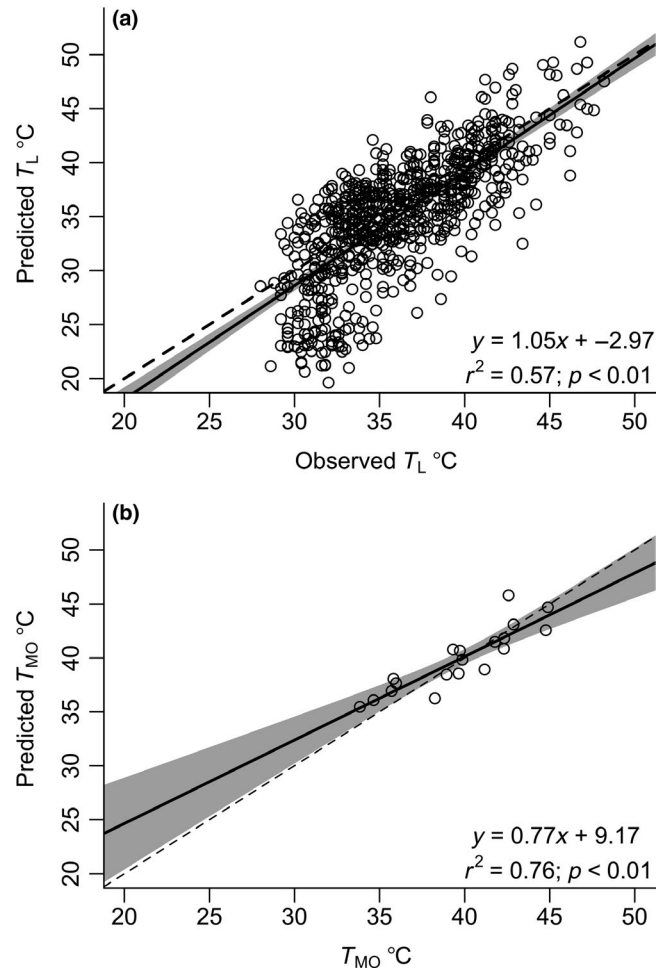 (a)
50
45
40
35
30
25
20
Predicted T_L °C
y = 1.05x + −2.97
r² = 0.57; p < 0.01
20 25 30 35 40 45 50
Observed T_L °C
(b)
50
45
40
35
30
25
20
Predicted T_MO °C
y = 0.77x + 9.17
r² = 0.76; p < 0.01
20 25 30 35 40 45 50
T_MO °C